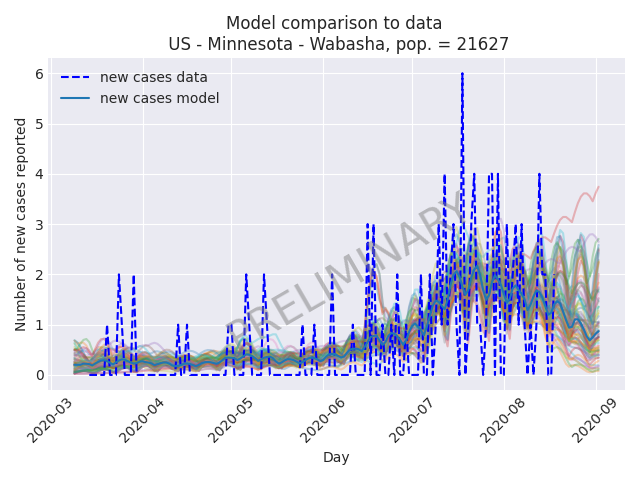 Model comparison to data
US - Minnesota - Wabasha, pop. = 21627
6
5
4
3
2
1
0
Number of new cases reported
new cases data
new cases model
PRELIMINARY
2020-03
2020-04
2020-05
2020-06
2020-07
2020-08
2020-09
Day